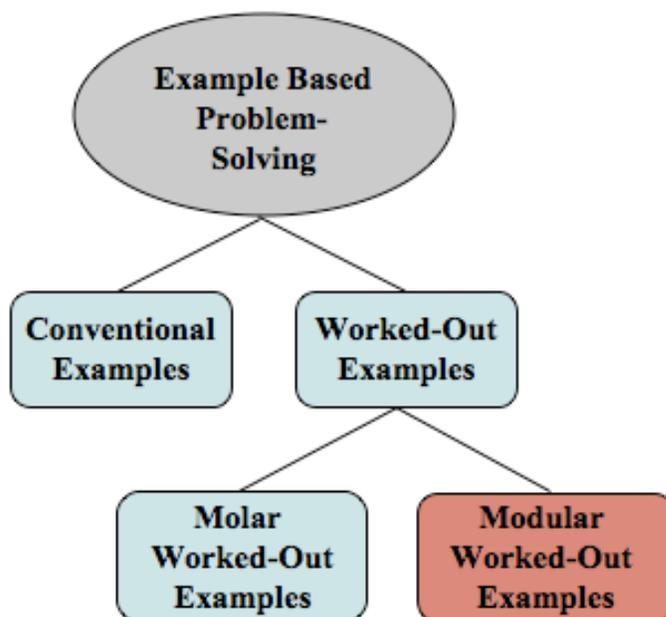 Example Based
Problem-
Solving
Conventional
Examples
Worked-Out
Examples
Molar
Worked-Out
Examples
Modular
Worked-Out
Examples